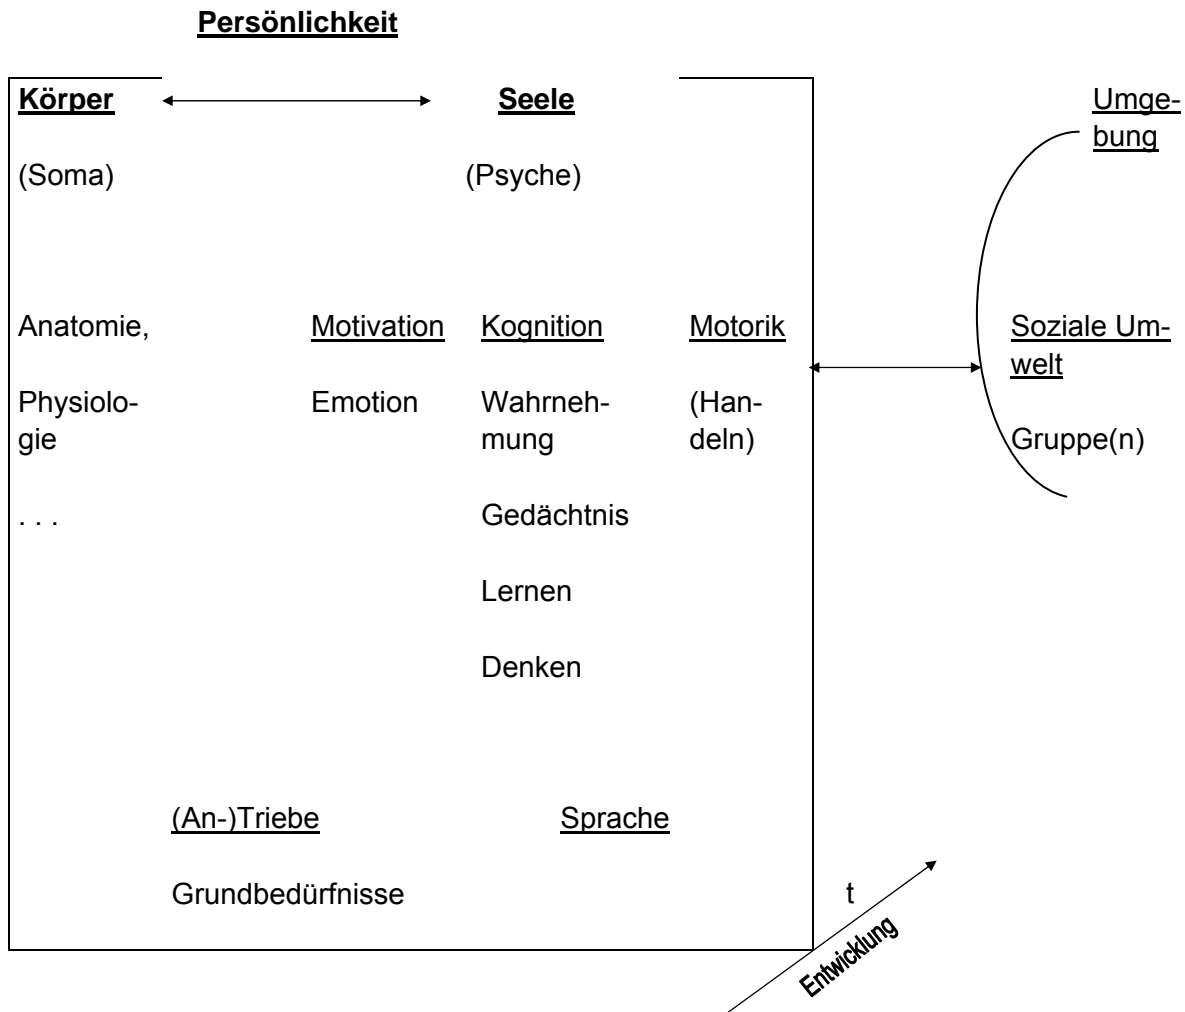 Persönlichkeit
Körper Seele Umge-
bung
(Soma) (Psyche)
Anatomie, Motivation Kognition Motorik Soziale Um-
welt
Physiolo- Emotion Wahrneh- (Han-
gie mung deln) Gruppe(n)
. . . Gedächtnis
Lernen
Denken
(An-)Triebe Sprache
Grundbedürfnisse t
Entwicklung